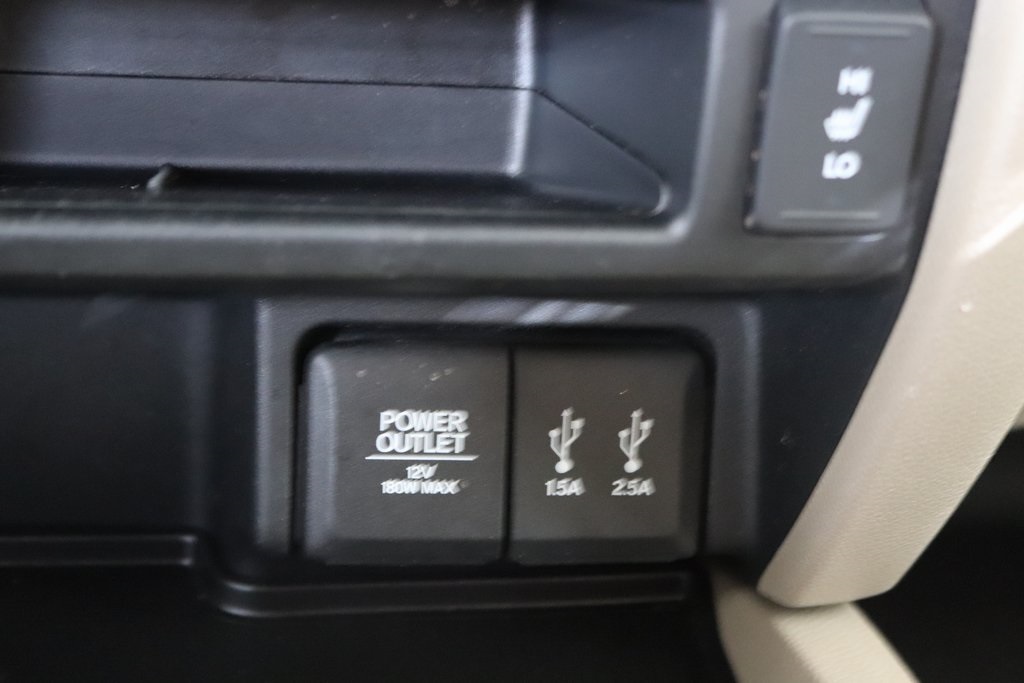 HI
LO
POWER
OUTLET
12V/
180W MAX
1.5A 2.5A